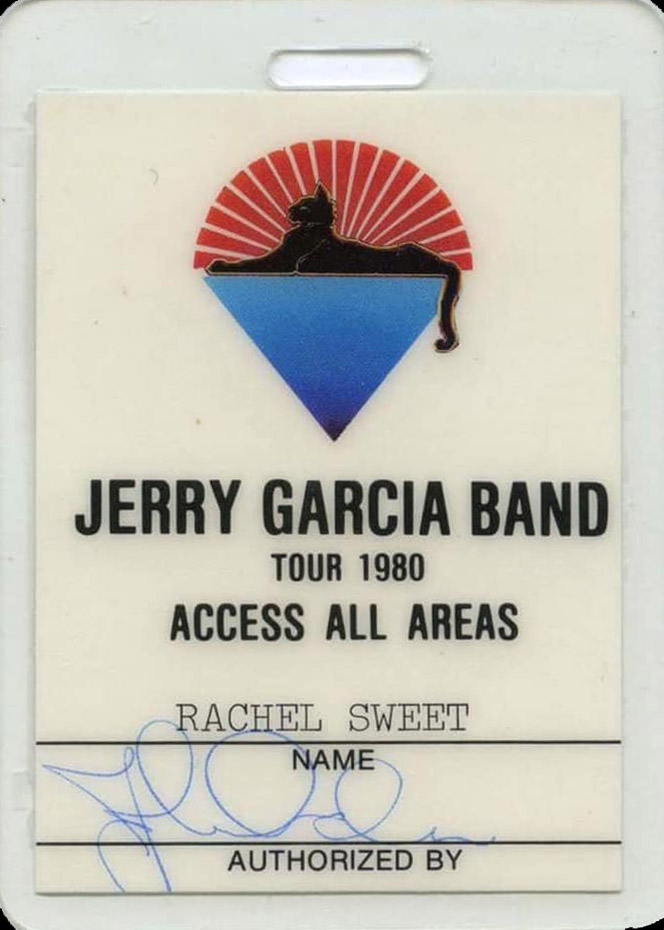 JERRY GARCIA BAND
TOUR 1980
ACCESS ALL AREAS
RACHEL SWEET
NAME
AUTHORIZED BY